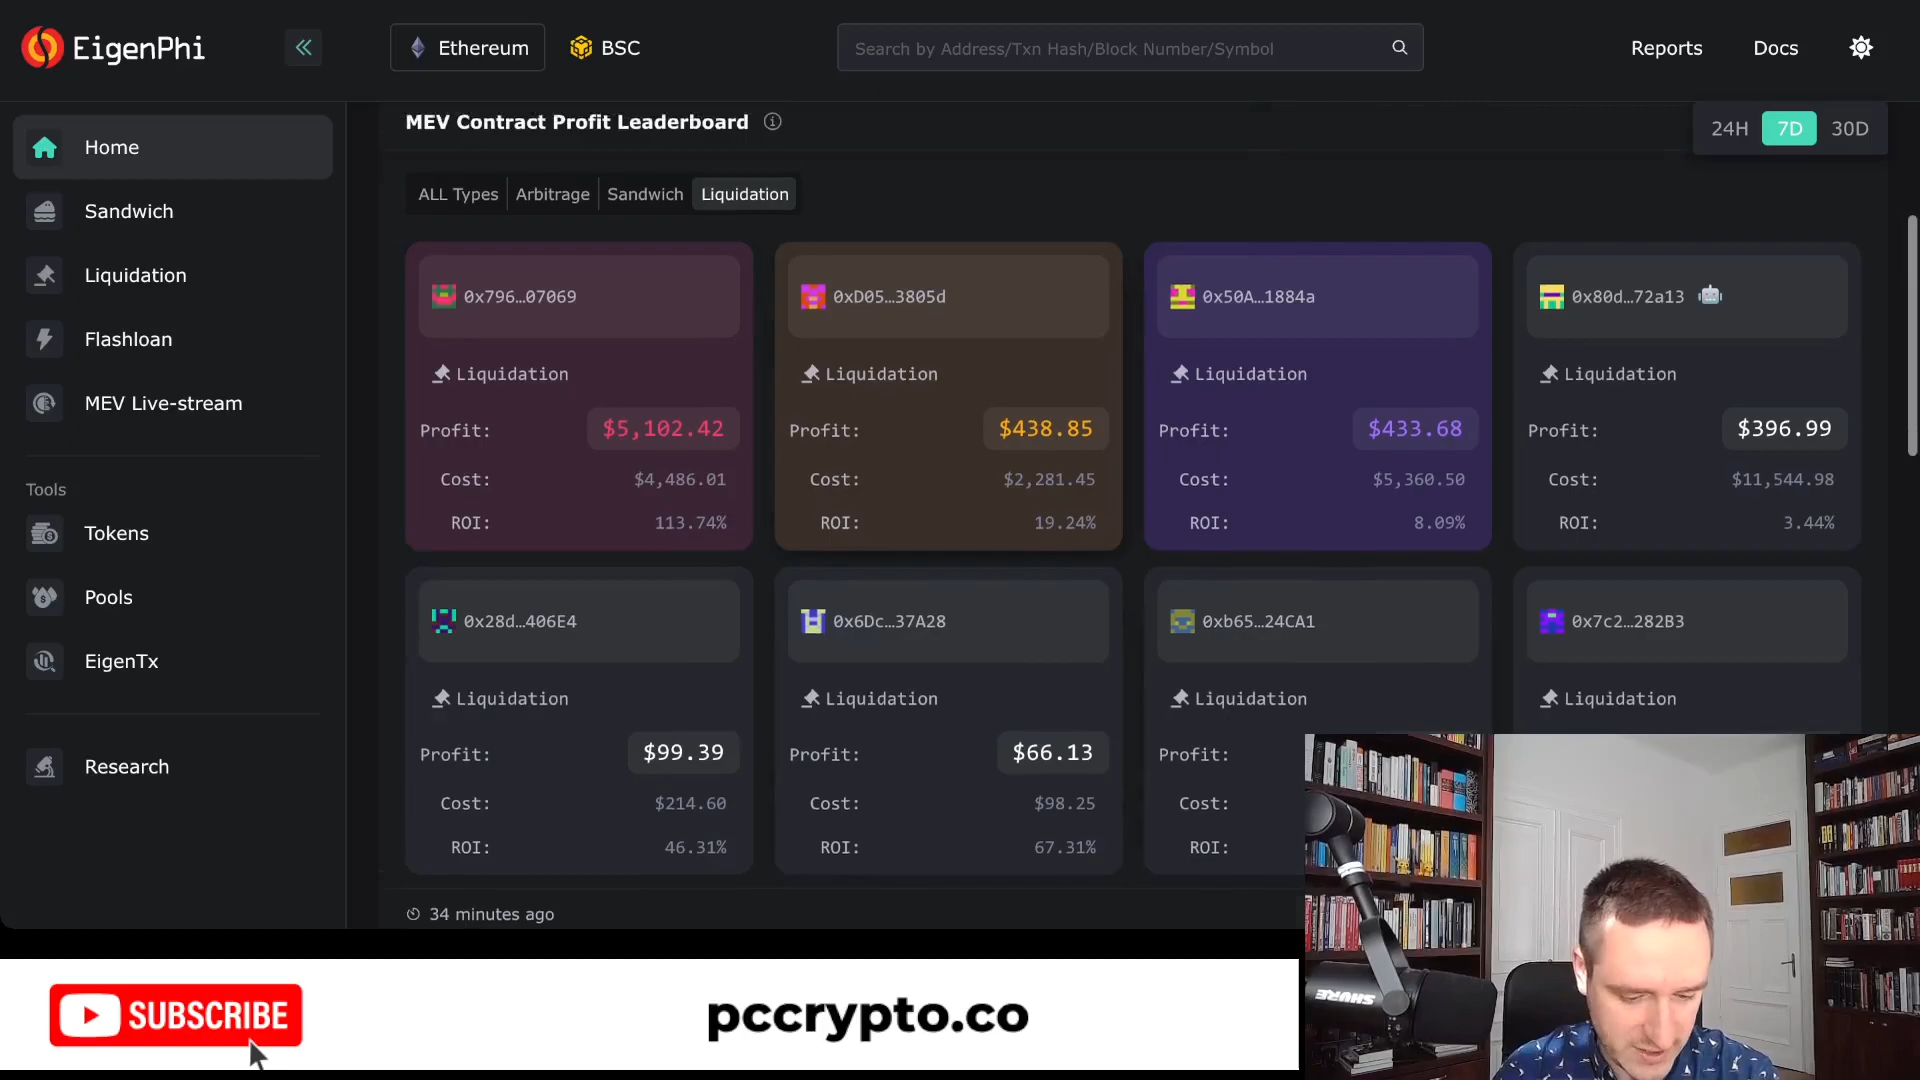 EigenPhi
Ethereum
BSC
Search by Address/Txn Hash/Block Number/Symbol
Reports
Docs
Home
Sandwich
Liquidation
Flashloan
MEV Live-stream
Tools
Tokens
Pools
EigenTx
Research
MEV Contract Profit Leaderboard
24H 7D 30D
ALL Types Arbitrage Sandwich Liquidation
0x796...07069
Liquidation
Profit: $5,102.42
Cost: $4,486.01
ROI: 113.74%
0xD05...3805d
Liquidation
Profit: $438.85
Cost: $2,281.45
ROI: 19.24%
0x50A...1884a
Liquidation
Profit: $433.68
Cost: $5,360.50
ROI: 8.09%
0x80d...72a13
Liquidation
Profit: $396.99
Cost: $11,544.98
ROI: 3.44%
0x28d...406E4
Liquidation
Profit: $99.39
Cost: $214.60
ROI: 46.31%
0x6Dc...37A28
Liquidation
Profit: $66.13
Cost: $98.25
ROI: 67.31%
0xb65...24CA1
Liquidation
Profit:
Cost:
ROI:
0x7c2...282B3
Liquidation
34 minutes ago
SUBSCRIBE
pccrypto.co
SHURE